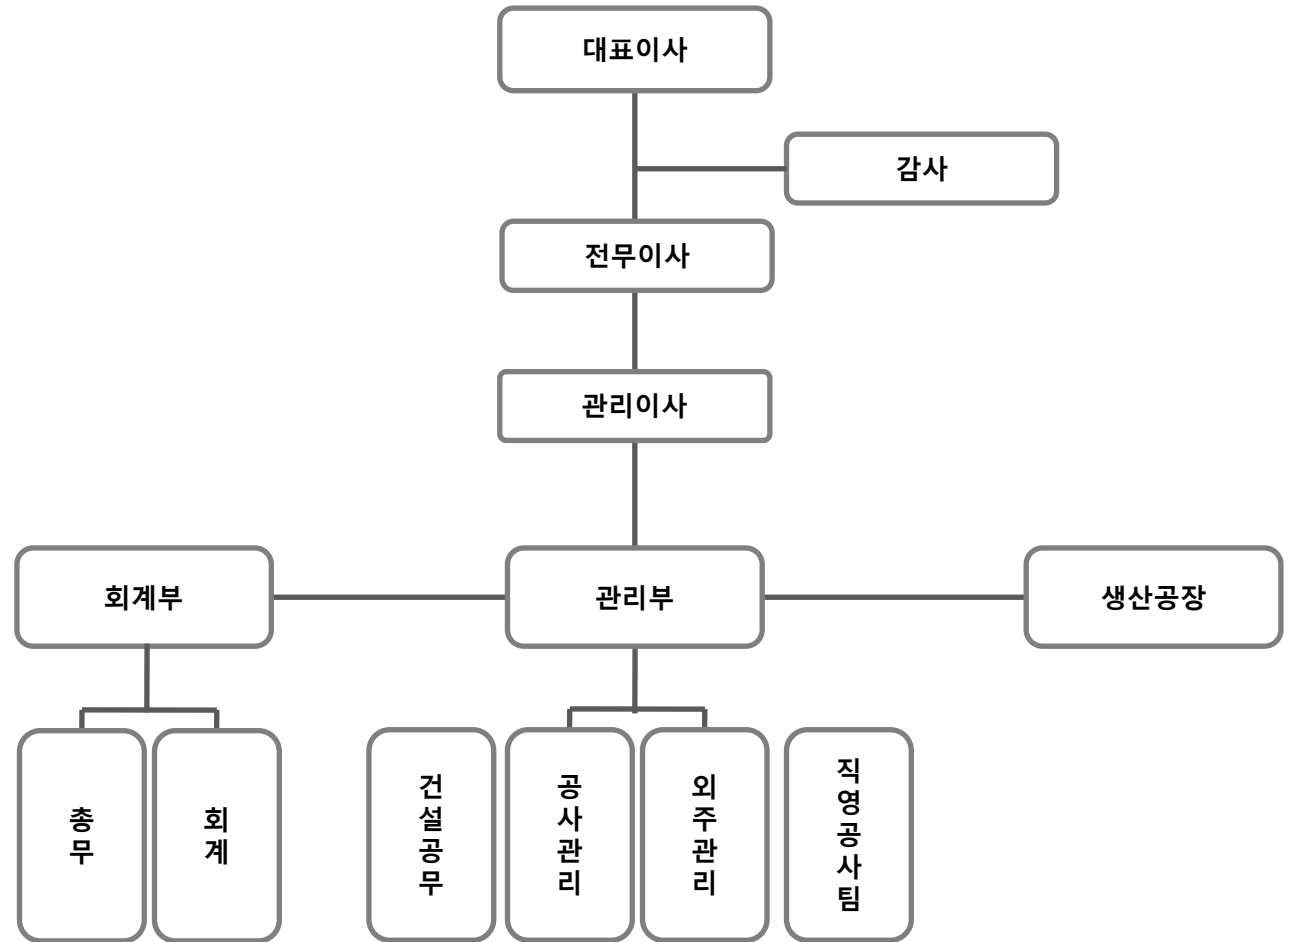 대표이사
감사
전무이사
관리이사
회계부
관리부
생산공장
총무
회계
건설공무
공사관리
외주관리
직영공사팀